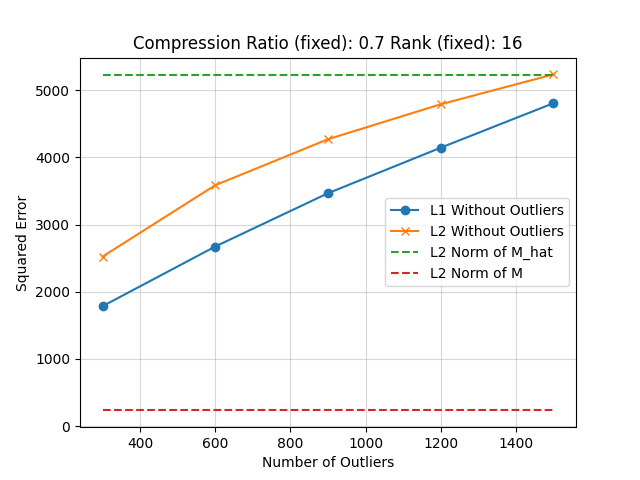 Compression Ratio (fixed): 0.7 Rank (fixed): 16
Squared Error
5000
4000
3000
2000
1000
0
L1 Without Outliers
L2 Without Outliers
L2 Norm of M_hat
L2 Norm of M
400 600 800 1000 1200 1400
Number of Outliers